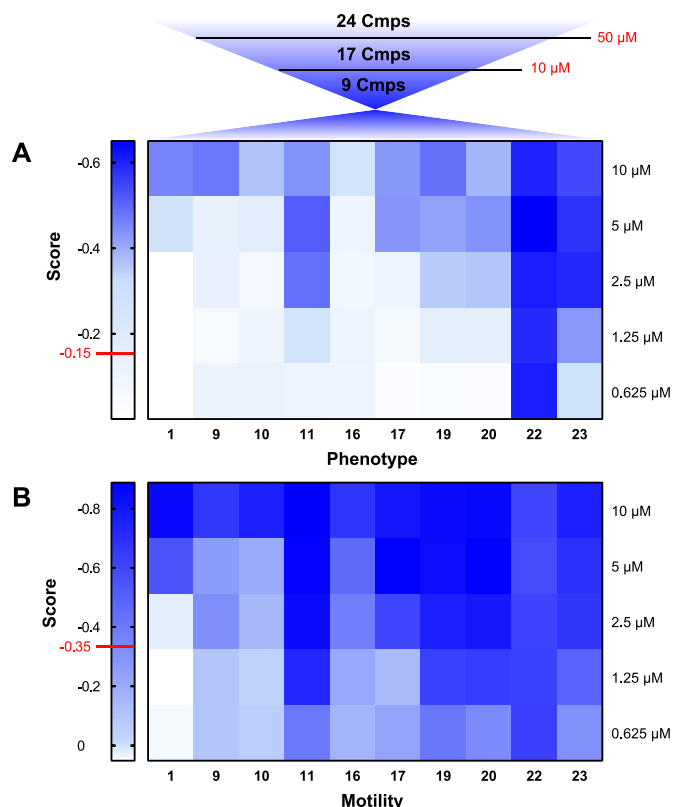 24 Cmps
50 µM
17 Cmps
10 µM
9 Cmps
A
Score
-0.6
-0.4
-0.2
-0.15
10 µM
5 µM
2.5 µM
1.25 µM
0.625 µM
1 9 10 11 16 17 19 20 22 23
Phenotype
B
Score
-0.8
-0.6
-0.4
-0.35
-0.2
0
10 µM
5 µM
2.5 µM
1.25 µM
0.625 µM
1 9 10 11 16 17 19 20 22 23
Motility